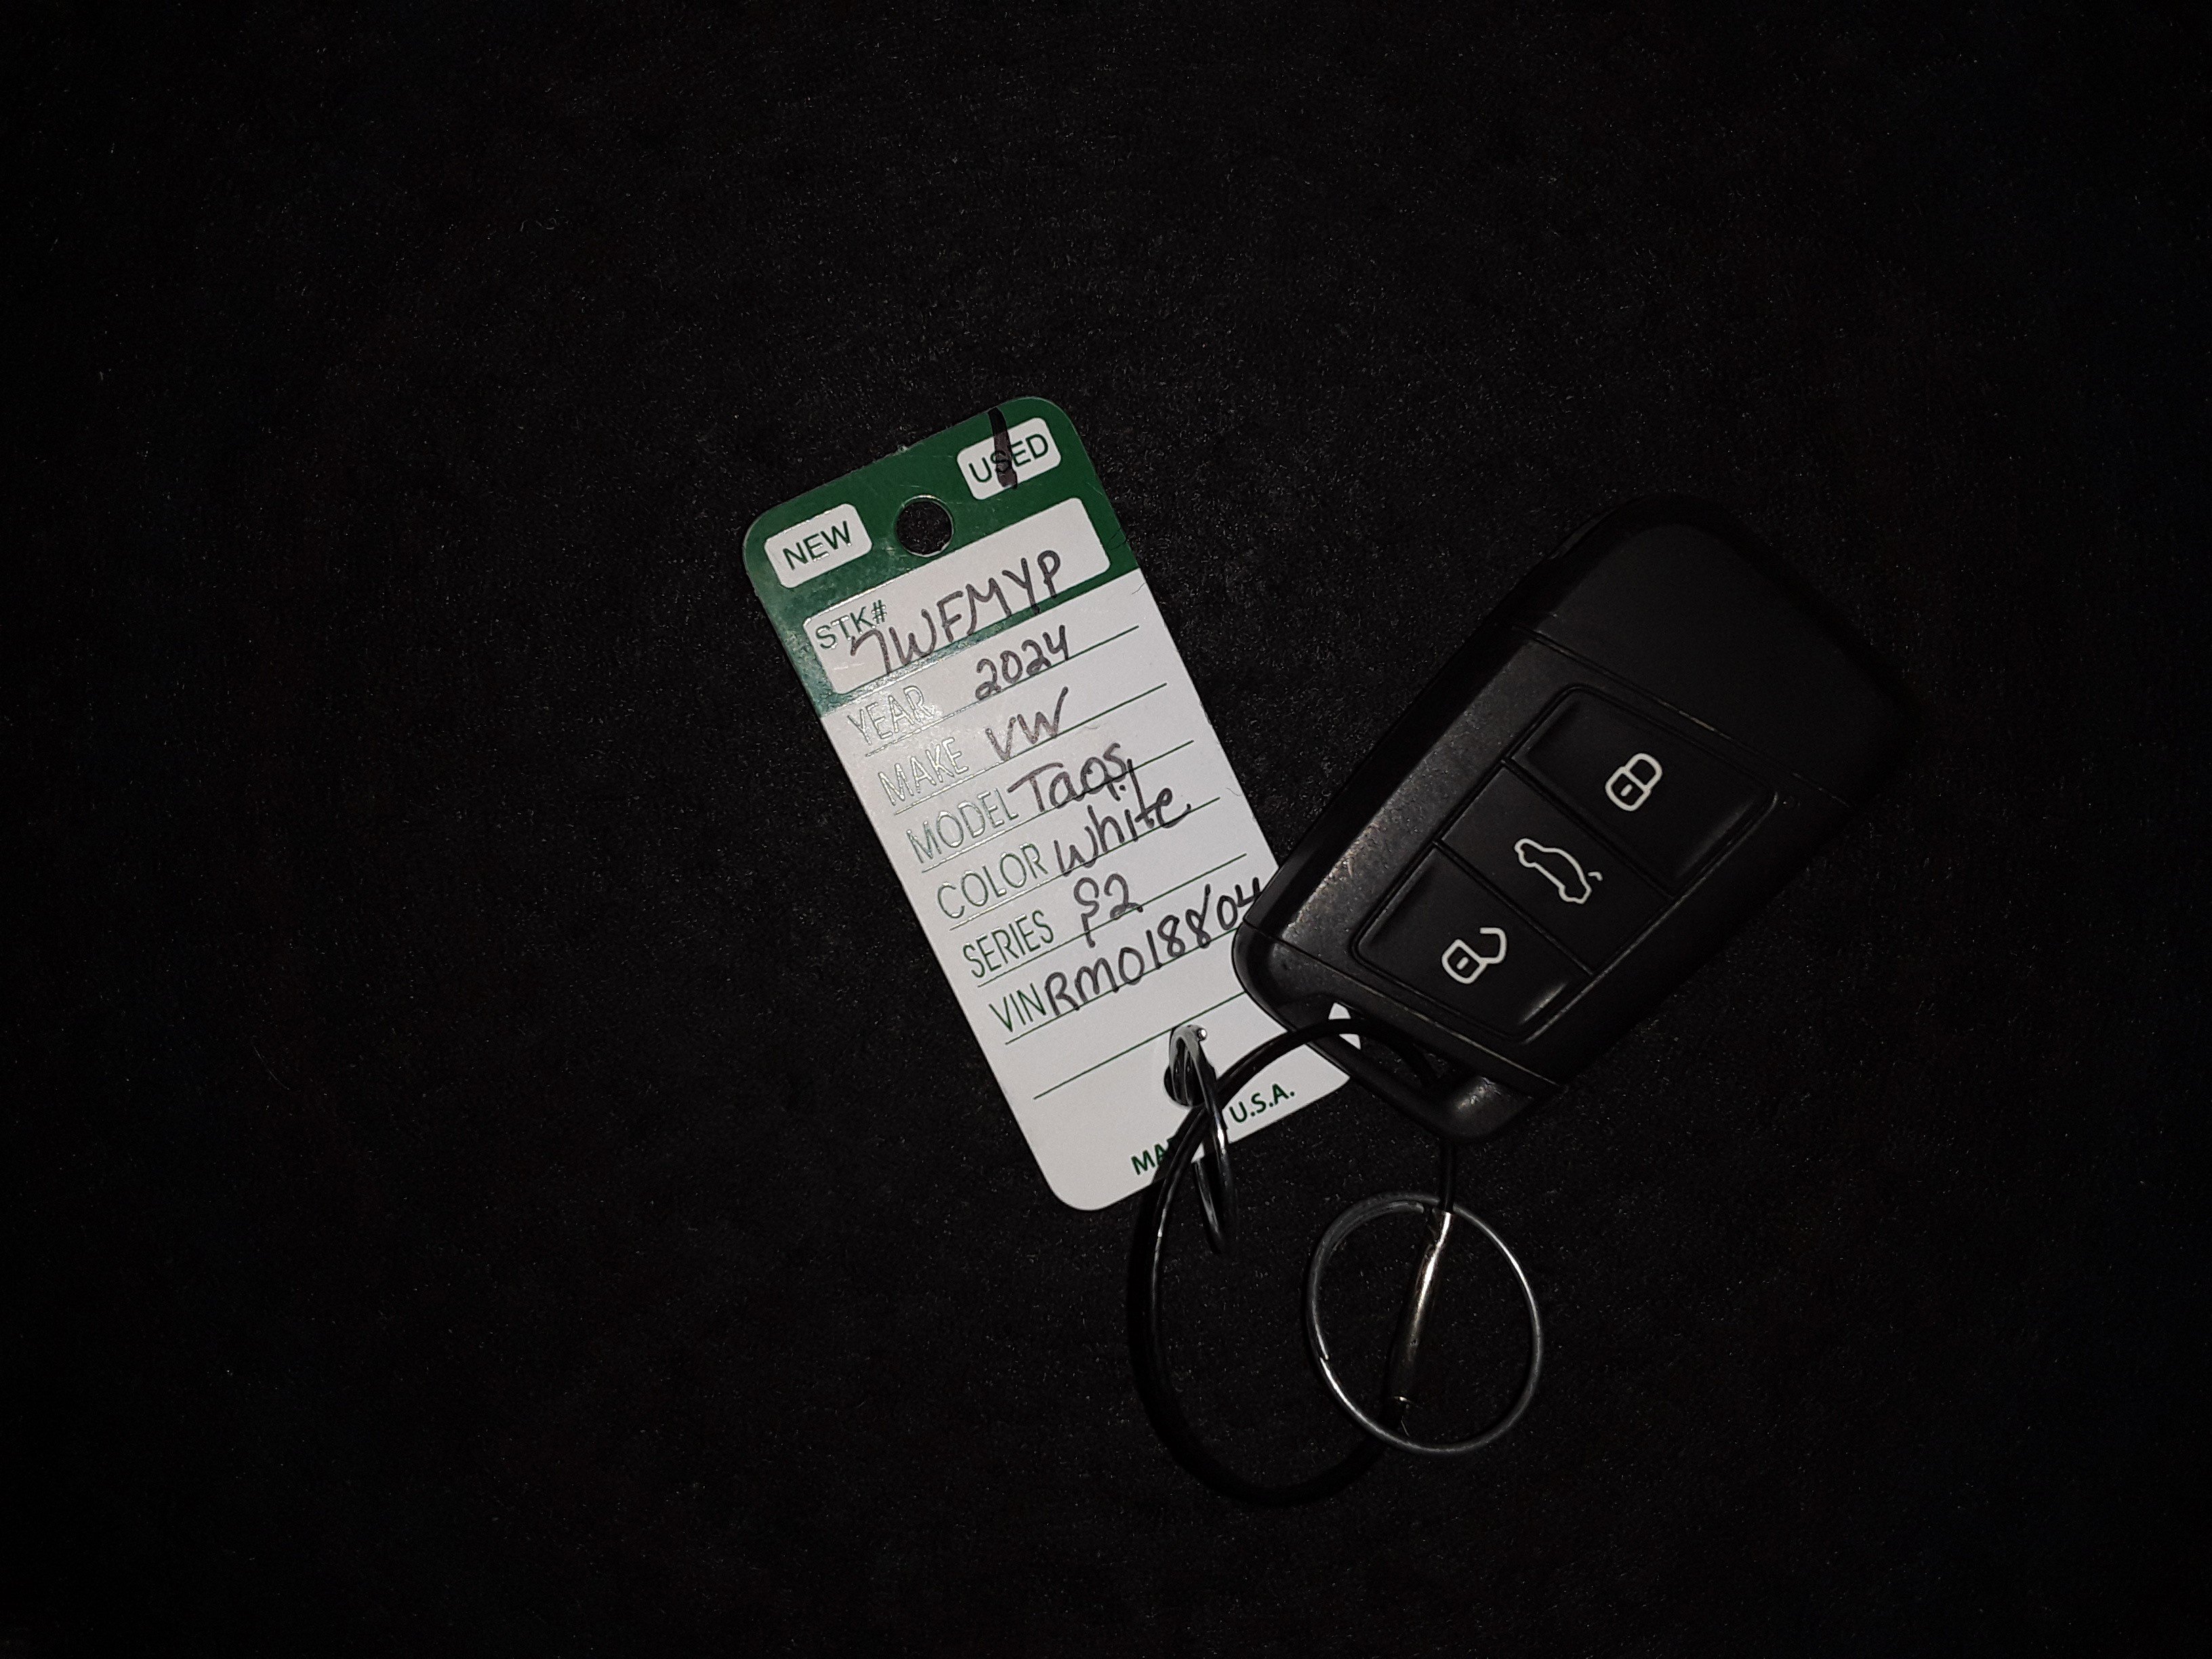 NEW USED
STK# 7WFMYP
YEAR 2024
MAKE VW
MODEL Taos
COLOR White
SERIES S2
VIN RM018804
U.S.A.